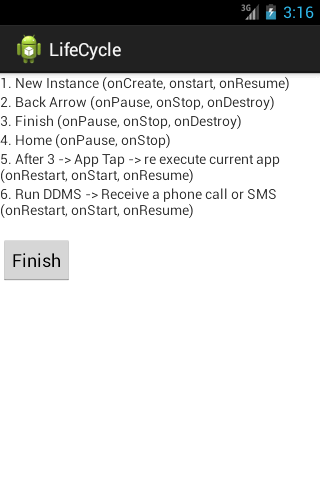 3G 3:16
LifeCycle
1. New Instance (onCreate, onstart, onResume)
2. Back Arrow (onPause, onStop, onDestroy)
3. Finish (onPause, onStop, onDestroy)
4. Home (onPause, onStop)
5. After 3 -> App Tap -> re execute current app
(onRestart, onStart, onResume)
6. Run DDMS -> Receive a phone call or SMS
(onRestart, onStart, onResume)
Finish